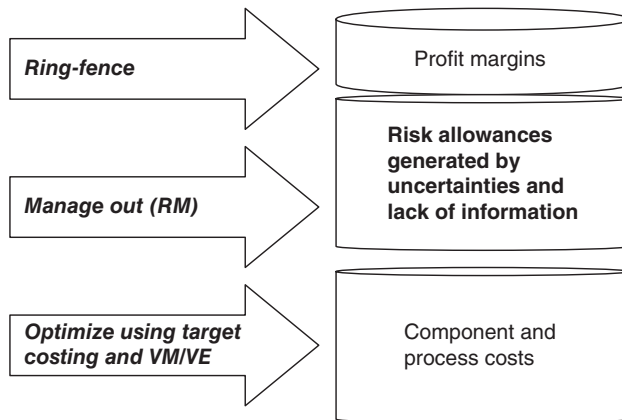 Ring-fence
Profit margins
Manage out (RM)
Risk allowances
generated by
uncertainties and
lack of information
Optimize using target
costing and VM/VE
Component and
process costs